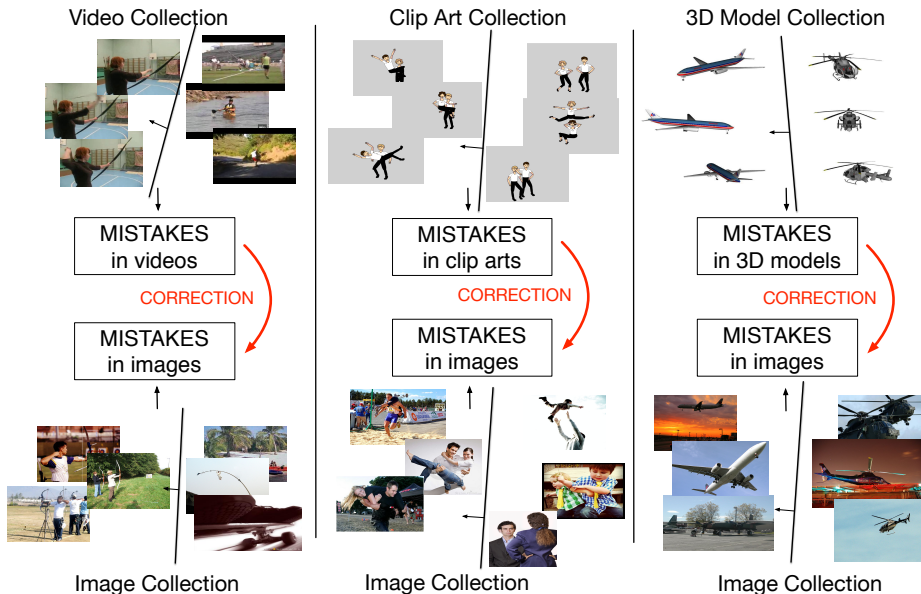 Video Collection
Clip Art Collection
3D Model Collection
MISTAKES
in videos
MISTAKES
in clip arts
MISTAKES
in 3D models
CORRECTION
CORRECTION
CORRECTION
MISTAKES
in images
MISTAKES
in images
MISTAKES
in images
Image Collection
Image Collection
Image Collection